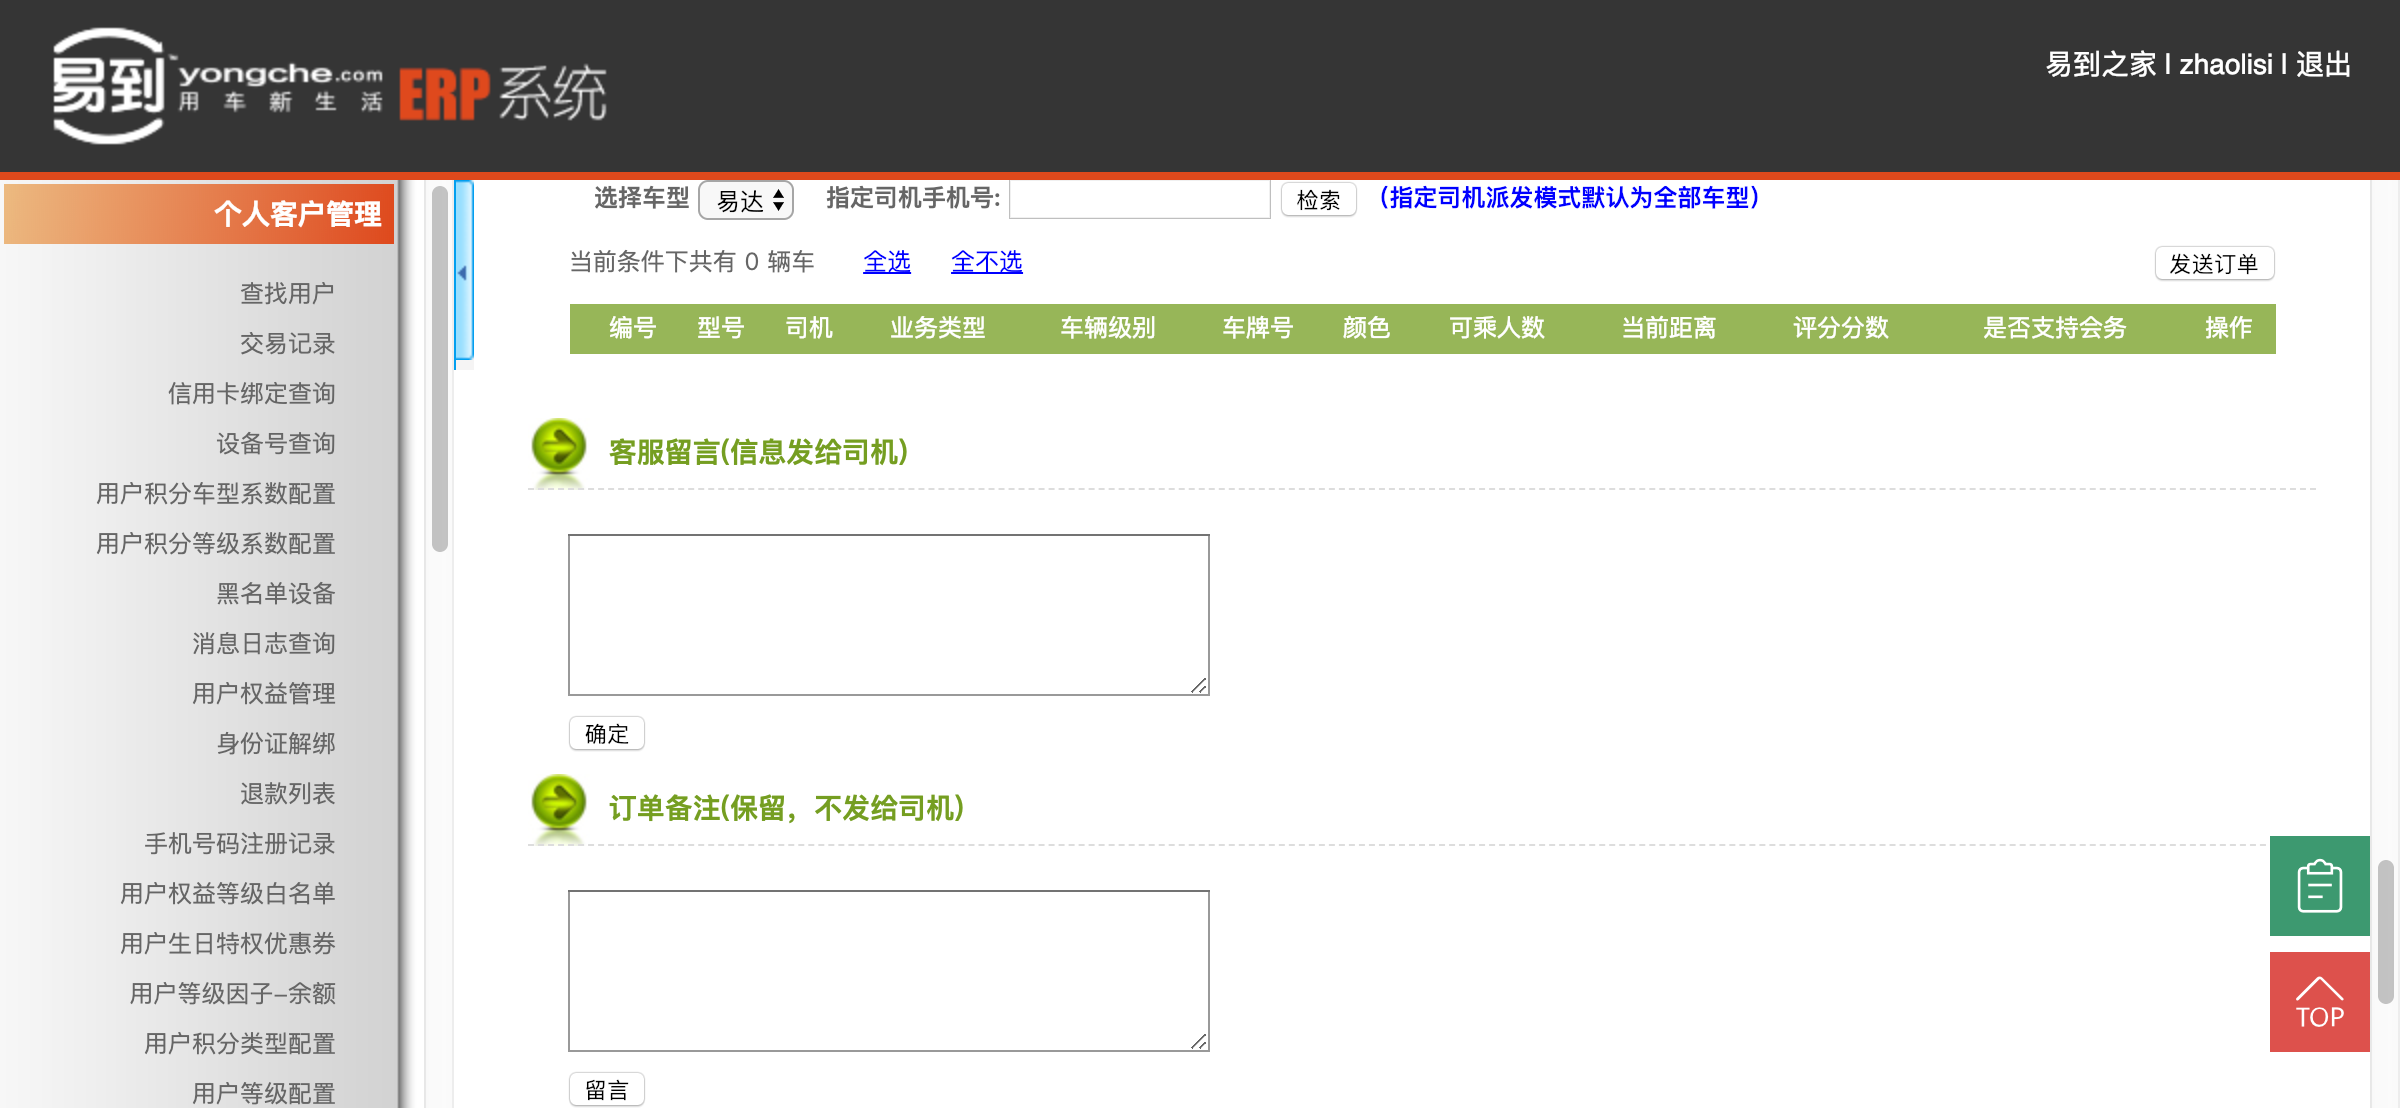 易到 yongche.com 用车新生活 ERP系统
易到之家 | zhaolisi | 退出
个人客户管理
查找用户
交易记录
信用卡绑定查询
设备号查询
用户积分车型系数配置
用户积分等级系数配置
黑名单设备
消息日志查询
用户权益管理
身份证解绑
退款列表
手机号码注册记录
用户权益等级白名单
用户生日特权优惠券
用户等级因子-余额
用户积分类型配置
用户等级配置
选择车型 易达 指定司机手机号: 检索 (指定司机派发模式默认为全部车型)
当前条件下共有 0 辆车 全选 全不选 发送订单
编号 型号 司机 业务类型 车辆级别 车牌号 颜色 可乘人数 当前距离 评分分数 是否支持会务 操作
客服留言(信息发给司机)
确定
订单备注(保留，不发给司机)
留言
TOP